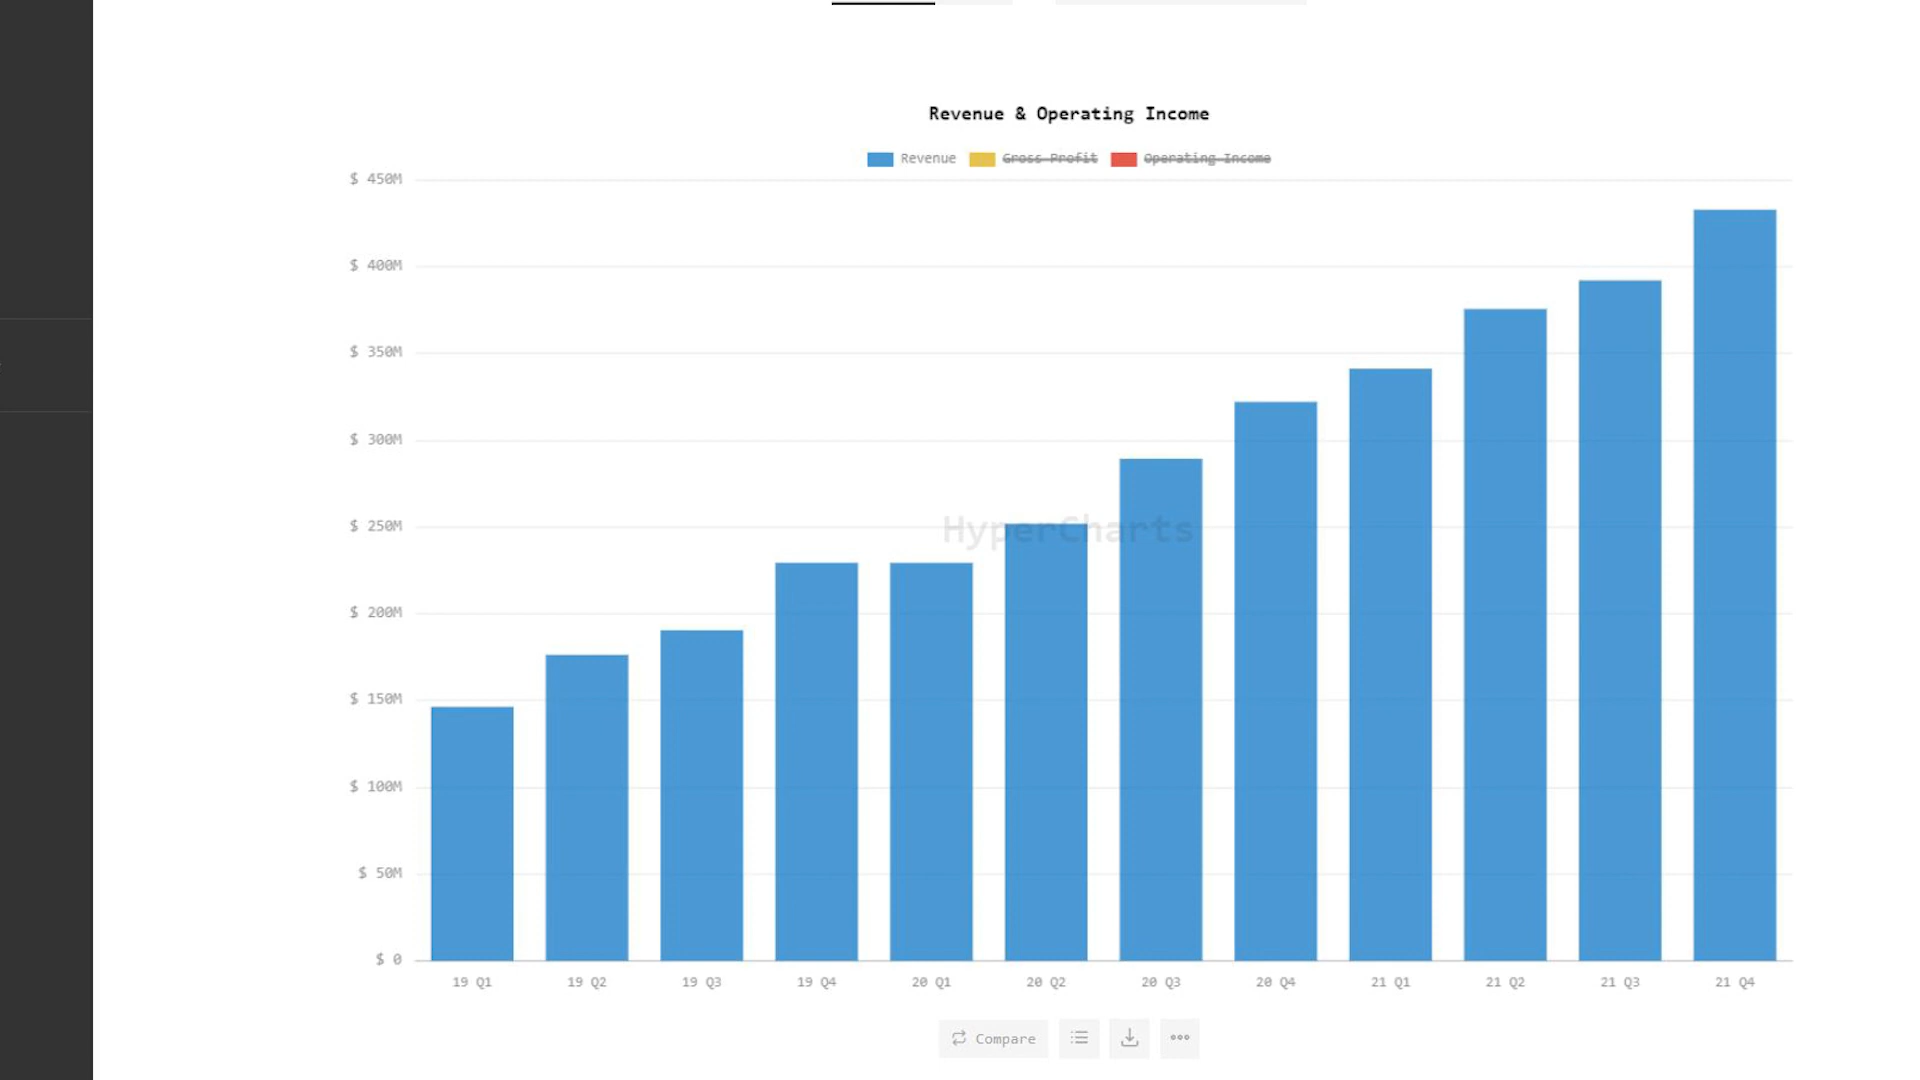 Revenue & Operating Income
Revenue Gross Profit Operating Income
$ 450M
$ 400M
$ 350M
$ 300M
$ 250M
$ 200M
$ 150M
$ 100M
$ 50M
$ 0
HyperCharts
19 Q1 19 Q2 19 Q3 19 Q4 20 Q1 20 Q2 20 Q3 20 Q4 21 Q1 21 Q2 21 Q3 21 Q4
Compare